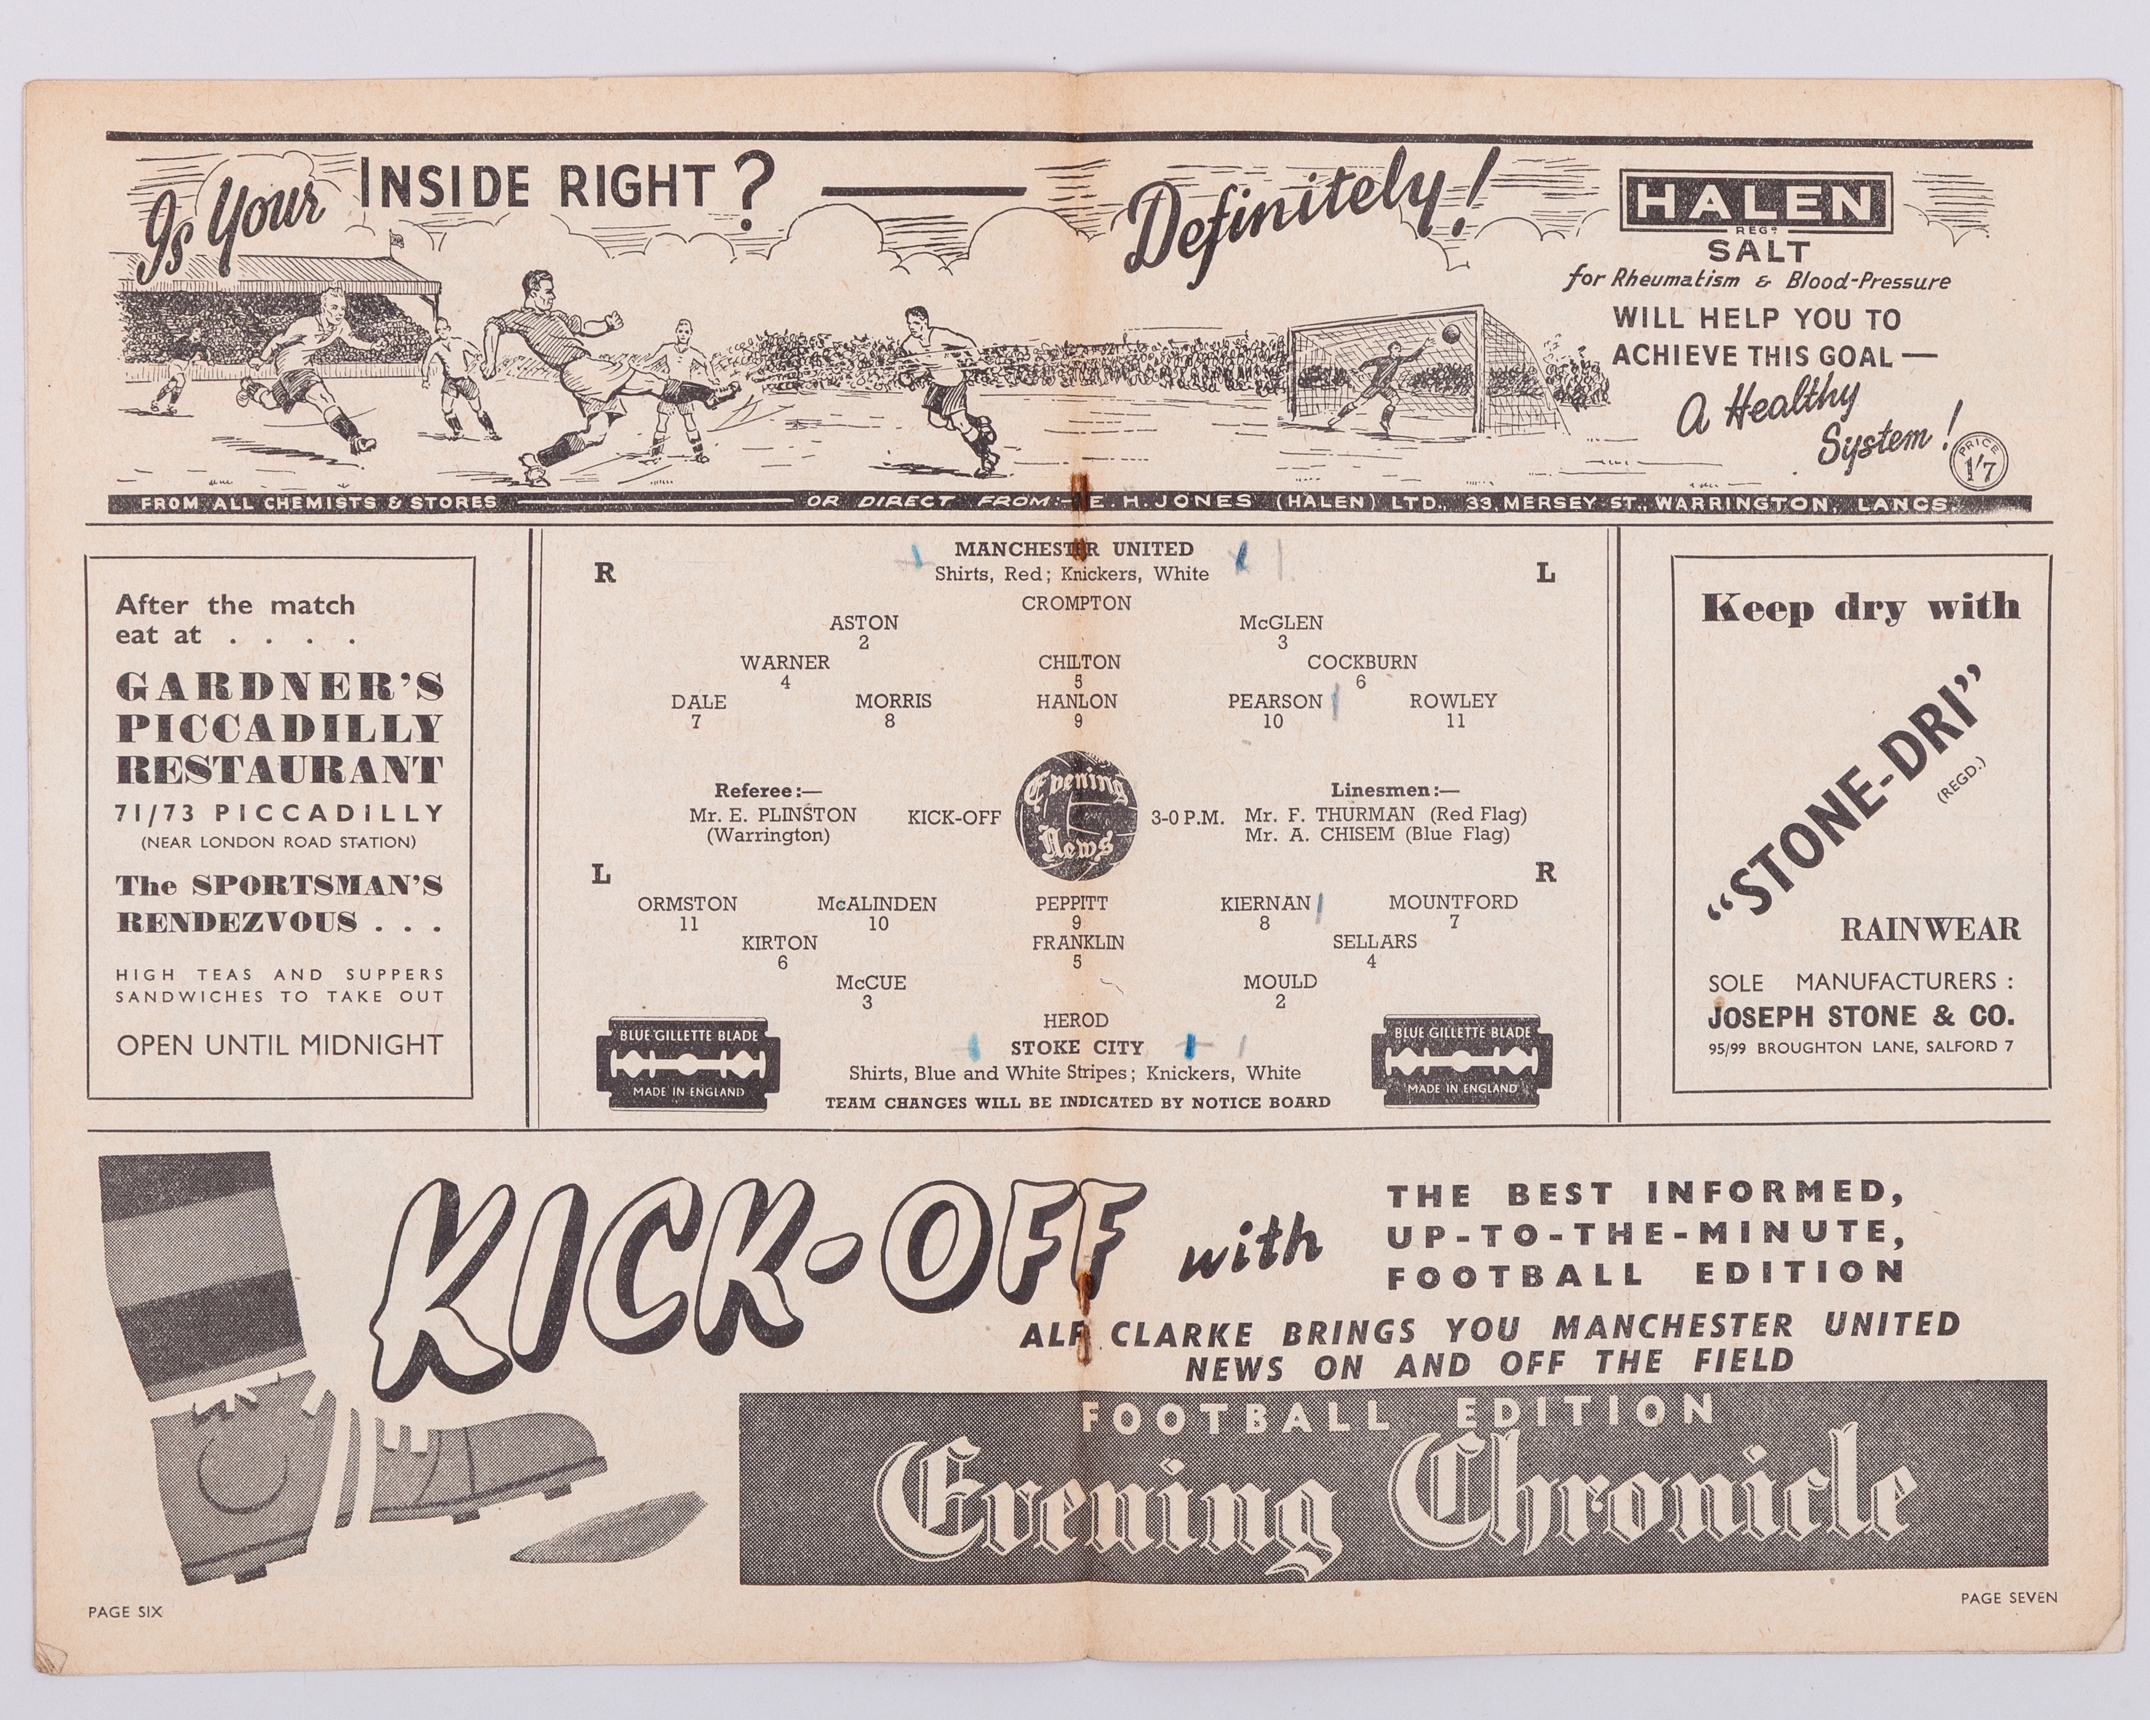 Is Your INSIDE RIGHT? — Definitely!
HALEN
REGD
SALT
for Rheumatism & Blood-Pressure
WILL HELP YOU TO
ACHIEVE THIS GOAL —
A Healthy
System!
PRICE
1/7
FROM ALL CHEMISTS & STORES — OR DIRECT FROM:- E.H. JONES (HALEN) LTD., 33, MERSEY ST., WARRINGTON, LANCS.
After the match
eat at . . . .
GARDNER'S
PICCADILLY
RESTAURANT
71/73 PICCADILLY
(NEAR LONDON ROAD STATION)
The SPORTSMAN'S
RENDEZVOUS . . .
HIGH TEAS AND SUPPERS
SANDWICHES TO TAKE OUT
OPEN UNTIL MIDNIGHT
MANCHESTER UNITED
R Shirts, Red; Knickers, White L
CROMPTON
ASTON McGLEN
2 3
WARNER CHILTON COCKBURN
4 5 6
DALE MORRIS HANLON PEARSON ROWLEY
7 8 9 10 11
Referee:— Linesmen:—
Mr. E. PLINSTON KICK-OFF Evening News 3-0 P.M. Mr. F. THURMAN (Red Flag)
(Warrington) Mr. A. CHISEM (Blue Flag)
L R
ORMSTON McALINDEN PEPPITT KIERNAN MOUNTFORD
11 10 9 8 7
KIRTON FRANKLIN SELLARS
6 5 4
McCUE MOULD
3 2
HEROD
STOKE CITY
Shirts, Blue and White Stripes; Knickers, White
TEAM CHANGES WILL BE INDICATED BY NOTICE BOARD
BLUE GILLETTE BLADE
MADE IN ENGLAND
BLUE GILLETTE BLADE
MADE IN ENGLAND
Keep dry with
"STONE-DRI"
(REGD.)
RAINWEAR
SOLE MANUFACTURERS:
JOSEPH STONE & CO.
95/99 BROUGHTON LANE, SALFORD 7
KICK-OFF with
THE BEST INFORMED,
UP-TO-THE-MINUTE,
FOOTBALL EDITION
ALF CLARKE BRINGS YOU MANCHESTER UNITED
NEWS ON AND OFF THE FIELD
FOOTBALL EDITION
Evening Chronicle
PAGE SIX
PAGE SEVEN